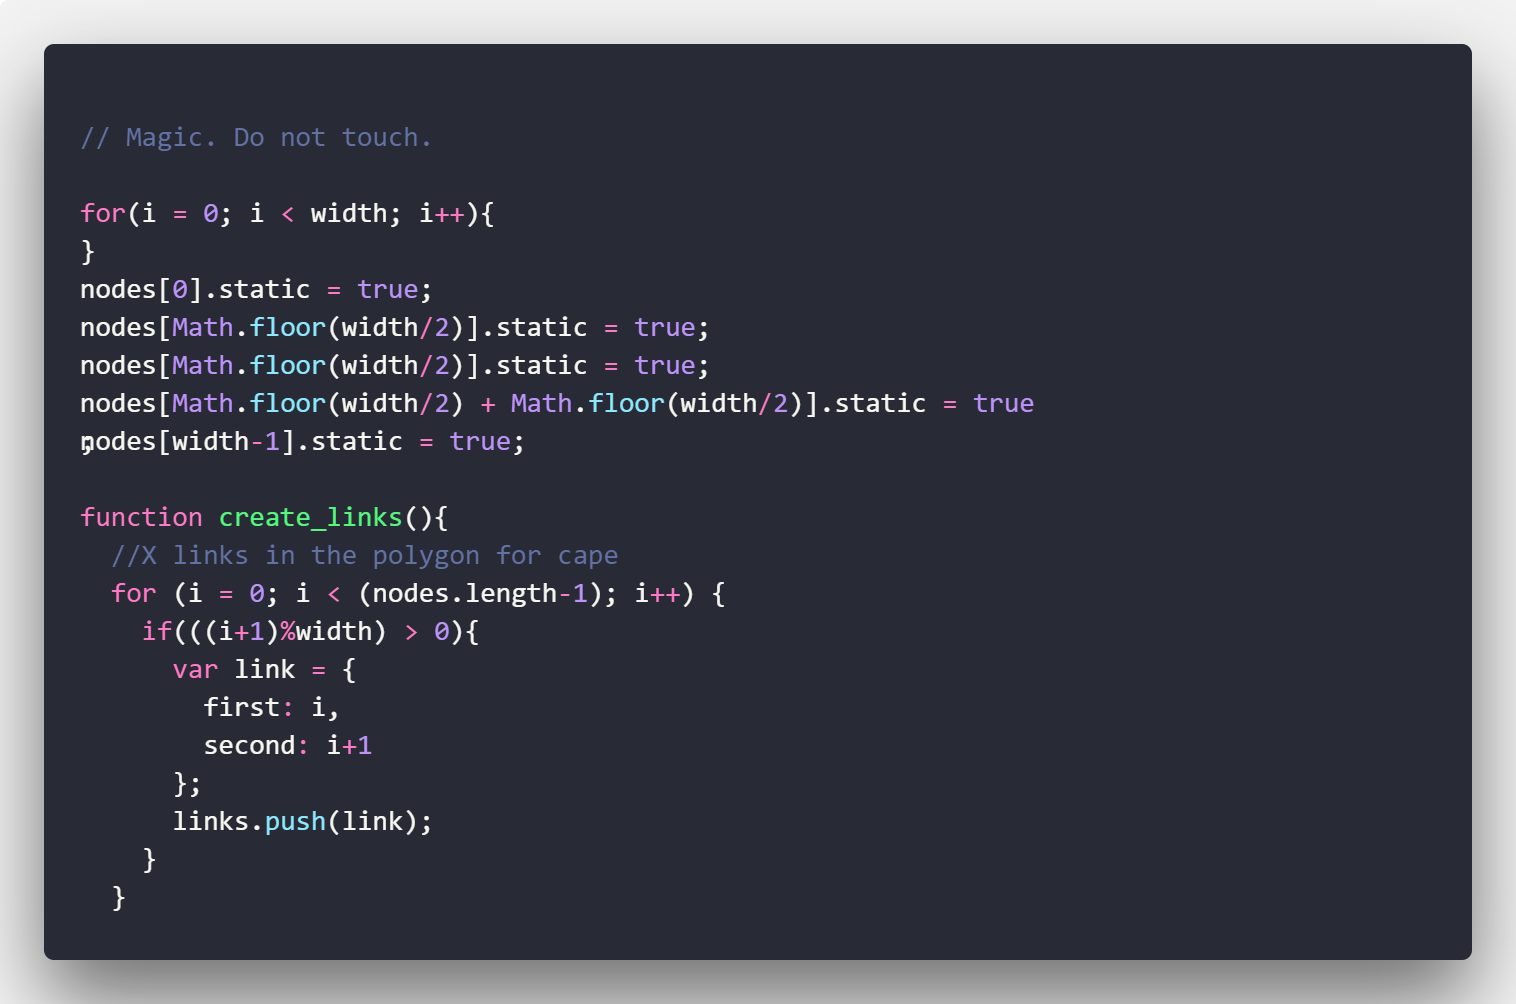 // Magic. Do not touch.

for(i = 0; i < width; i++){
}
nodes[0].static = true;
nodes[Math.floor(width/2)].static = true;
nodes[Math.floor(width/2)].static = true;
nodes[Math.floor(width/2) + Math.floor(width/2)].static = true
;
nodes[width-1].static = true;

function create_links(){
  //X links in the polygon for cape
  for (i = 0; i < (nodes.length-1); i++) {
    if(((i+1)%width) > 0){
      var link = {
        first: i,
        second: i+1
      };
      links.push(link);
    }
  }